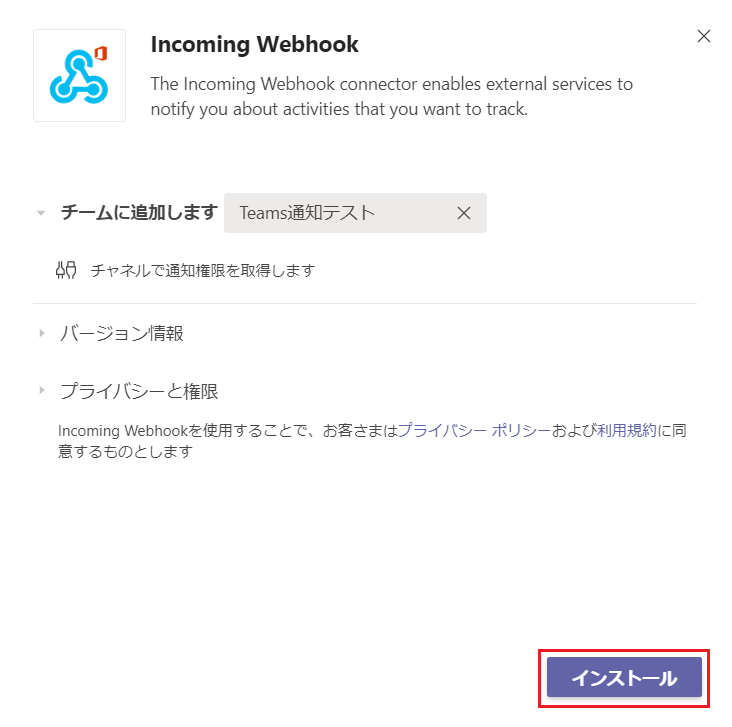 Incoming Webhook
The Incoming Webhook connector enables external services to
notify you about activities that you want to track.
チームに追加します Teams通知テスト
チャネルで通知権限を取得します
バージョン情報
プライバシーと権限
Incoming Webhookを使用することで、お客さまはプライバシー ポリシーおよび利用規約に同
意するものとします
インストール